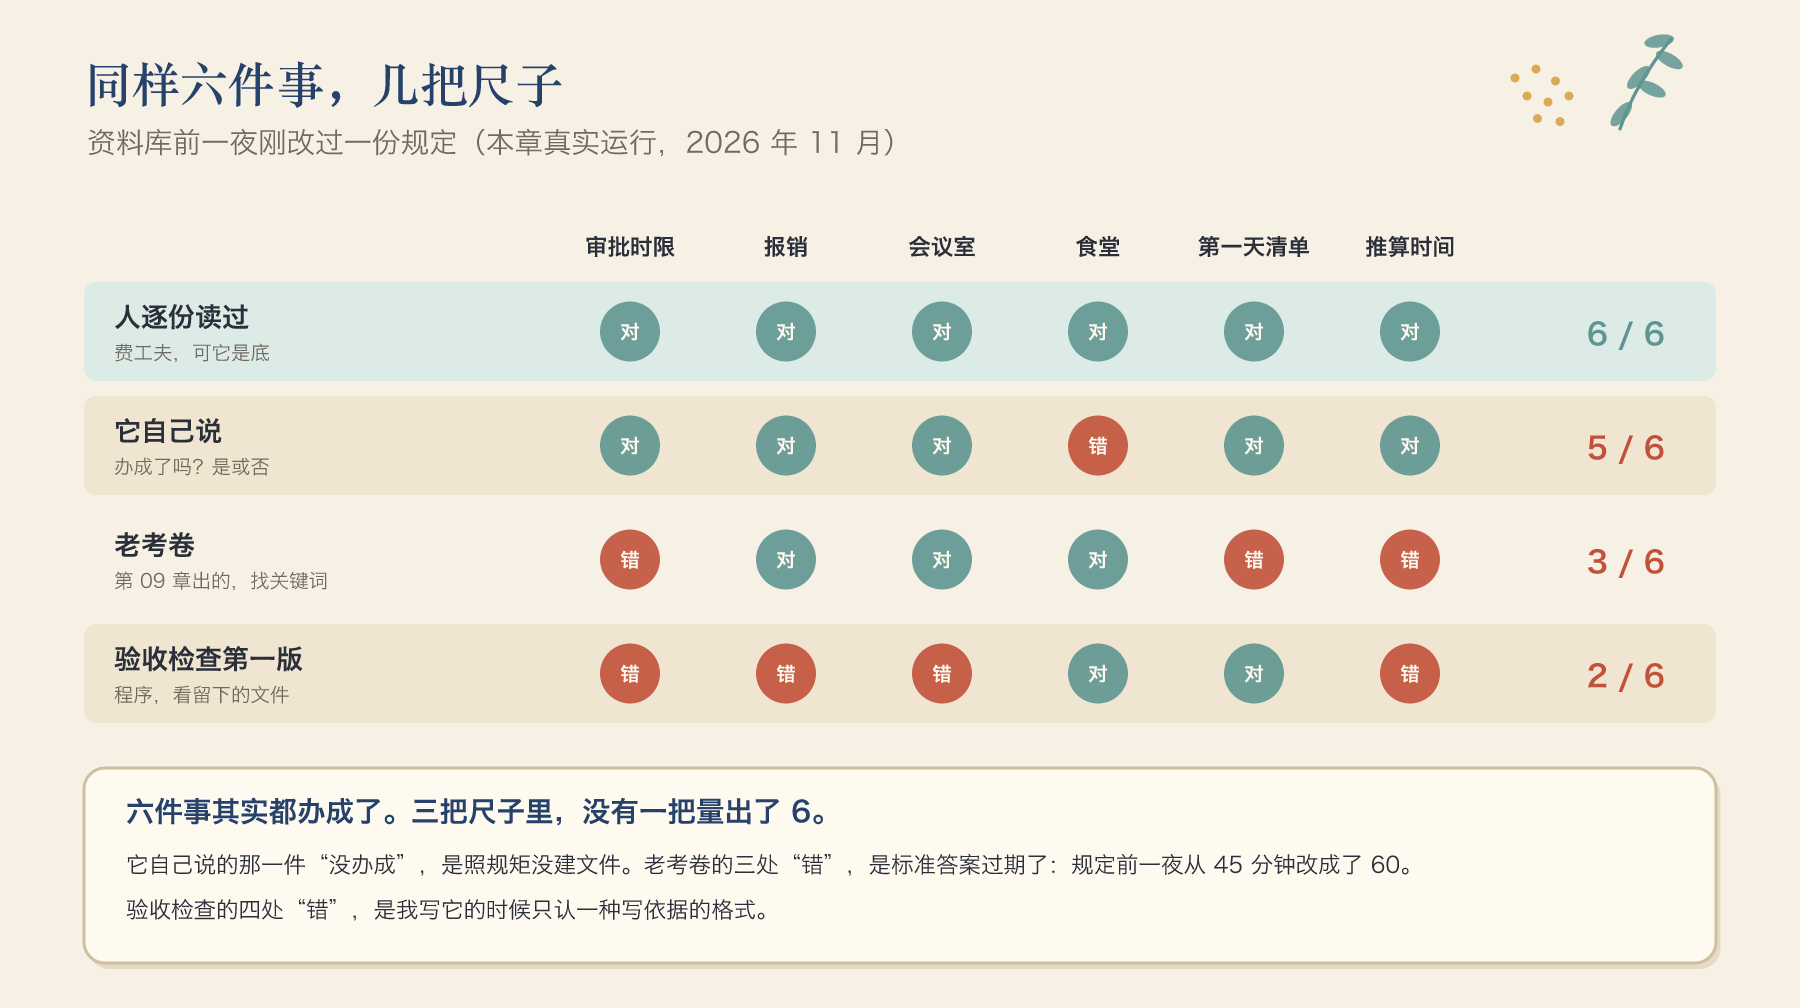 同样六件事，几把尺子
资料库前一夜刚改过一份规定（本章真实运行，2026 年 11 月）
审批时限 报销 会议室 食堂 第一天清单 推算时间
人逐份读过
费工夫，可它是底
对 对 对 对 对 对 6 / 6
它自己说
办成了吗？是或否
对 对 对 错 对 对 5 / 6
老考卷
第 09 章出的，找关键词
错 对 对 对 错 错 3 / 6
验收检查第一版
程序，看留下的文件
错 错 错 对 对 错 2 / 6
六件事其实都办成了。三把尺子里，没有一把量出了 6。
它自己说的那一件“没办成”，是照规矩没建文件。老考卷的三处“错”，是标准答案过期了：规定前一夜从 45 分钟改成了 60。
验收检查的四处“错”，是我写它的时候只认一种写依据的格式。